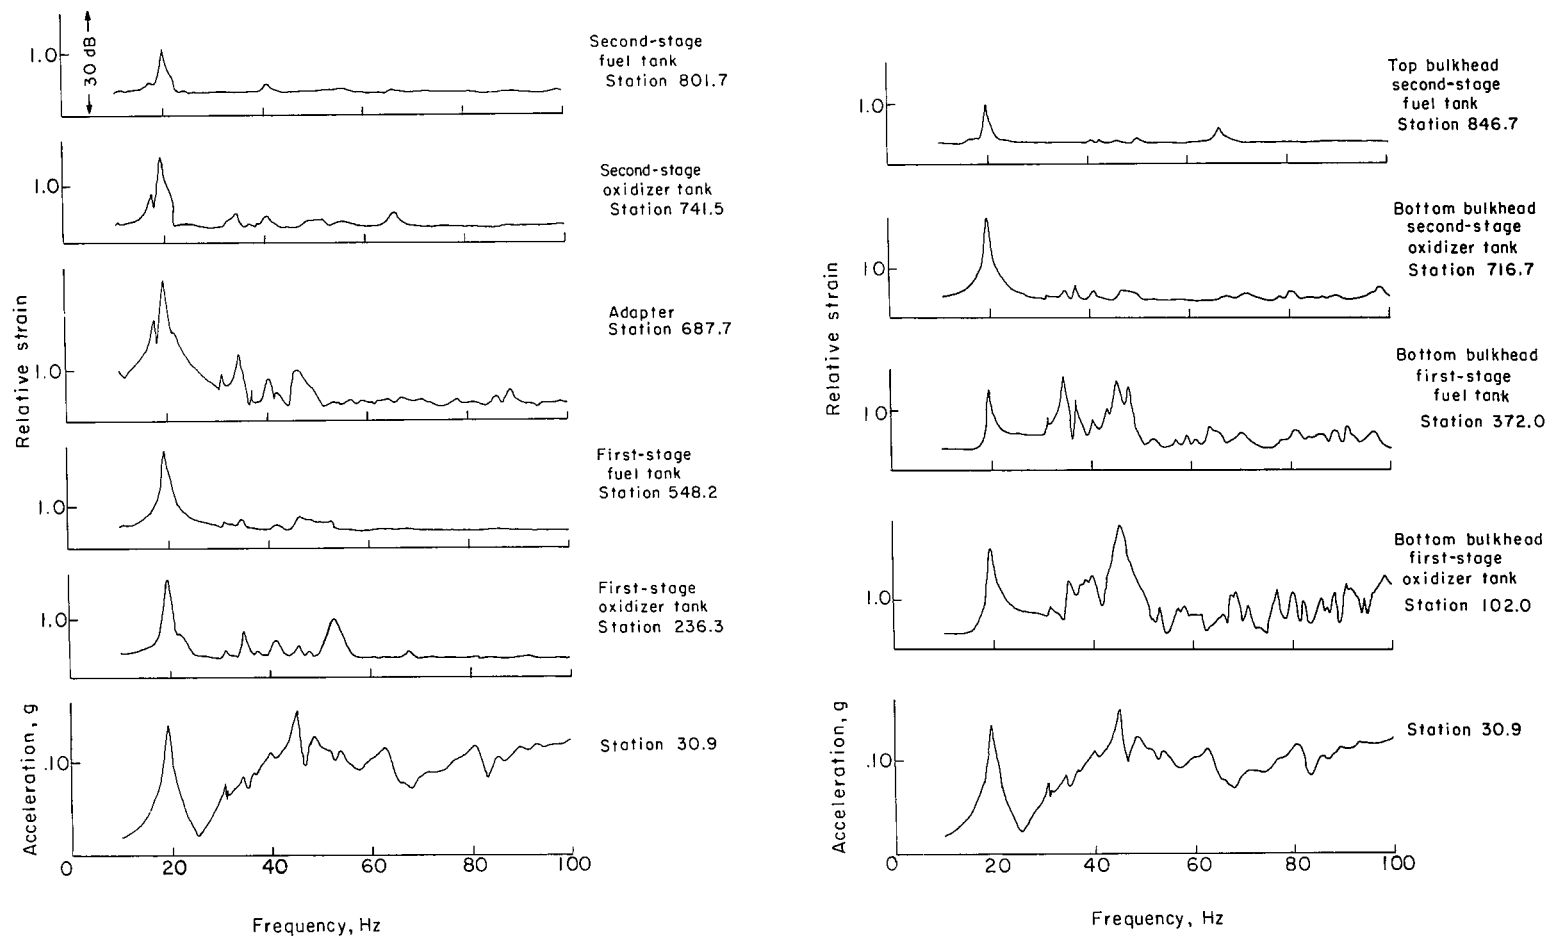 1.0
30 dB
Second-stage
fuel tank
Station 801.7
1.0
Second-stage
oxidizer tank
Station 741.5
Relative strain
1.0
Adapter
Station 687.7
1.0
First-stage
fuel tank
Station 548.2
1.0
First-stage
oxidizer tank
Station 236.3
Acceleration, g
.10
Station 30.9
0 20 40 60 80 100
Frequency, Hz
1.0
Top bulkhead
second-stage
fuel tank
Station 846.7
10
Bottom bulkhead
second-stage
oxidizer tank
Station 716.7
Relative strain
10
Bottom bulkhead
first-stage
fuel tank
Station 372.0
1.0
Bottom bulkhead
first-stage
oxidizer tank
Station 102.0
Acceleration, g
.10
Station 30.9
0 20 40 60 80 100
Frequency, Hz